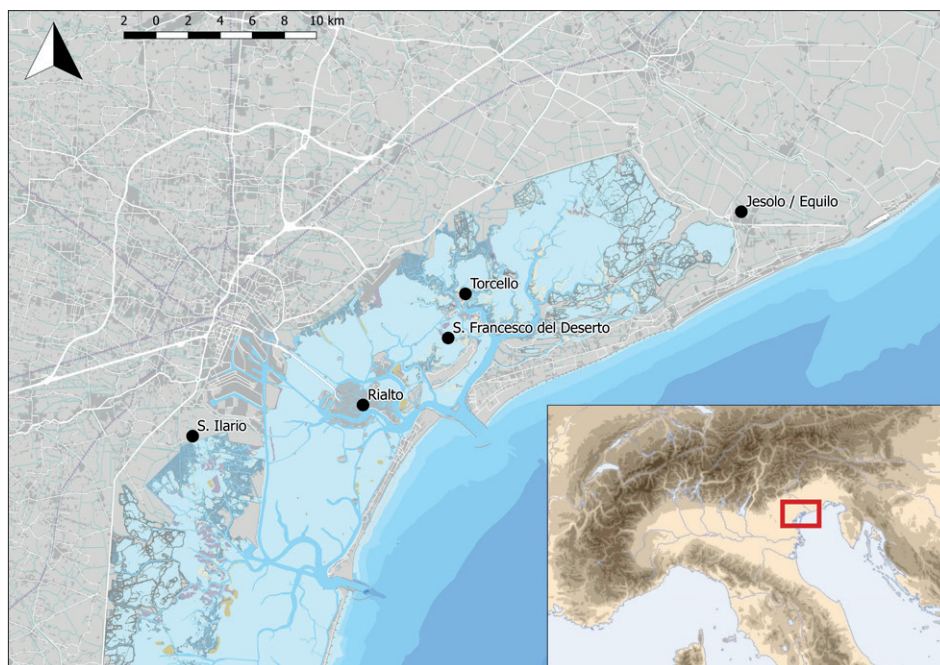 2 0 2 4 6 8 10 km
Jesolo / Equilo
Torcello
S. Francesco del Deserto
Rialto
S. Ilario